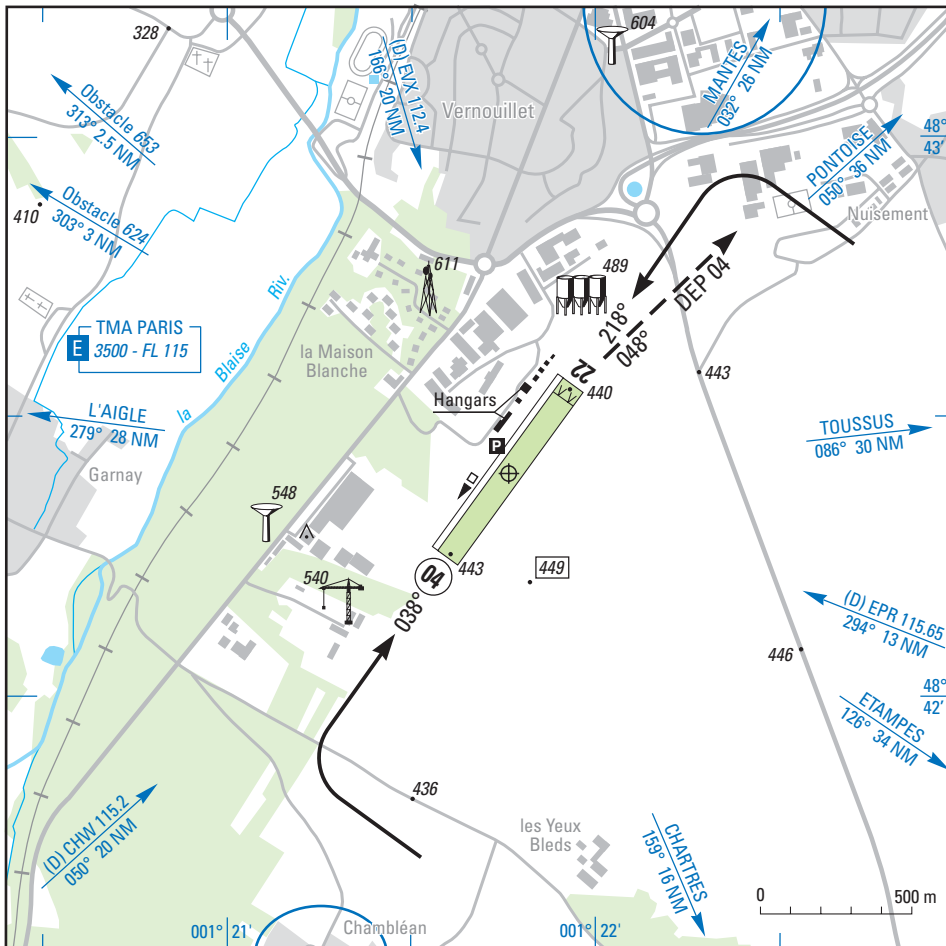 328
604
(D) EVX 112.4
166° 20 NM
MANTES
032° 26 NM
Vernouillet
Obstacle 653
313° 2.5 NM
48°
43'
PONTOISE
050° 36 NM
Obstacle 624
303° 3 NM
410
Nuisement
Riv.
611
489
218°
048°
DEP 04
TMA PARIS
E 3500 - FL 115
la Maison
Blanche
la Blaise
22
440
443
Hangars
L'AIGLE
279° 28 NM
TOUSSUS
086° 30 NM
P
Garnay
548
443
449
04
540
038°
(D) EPR 115.65
294° 13 NM
446
48°
42'
ETAMPES
126° 34 NM
436
(D) CHW 115.2
050° 20 NM
les Yeux
Bleds
CHARTRES
159° 16 NM
0 500 m
001° 21'
Chambléan
001° 22'